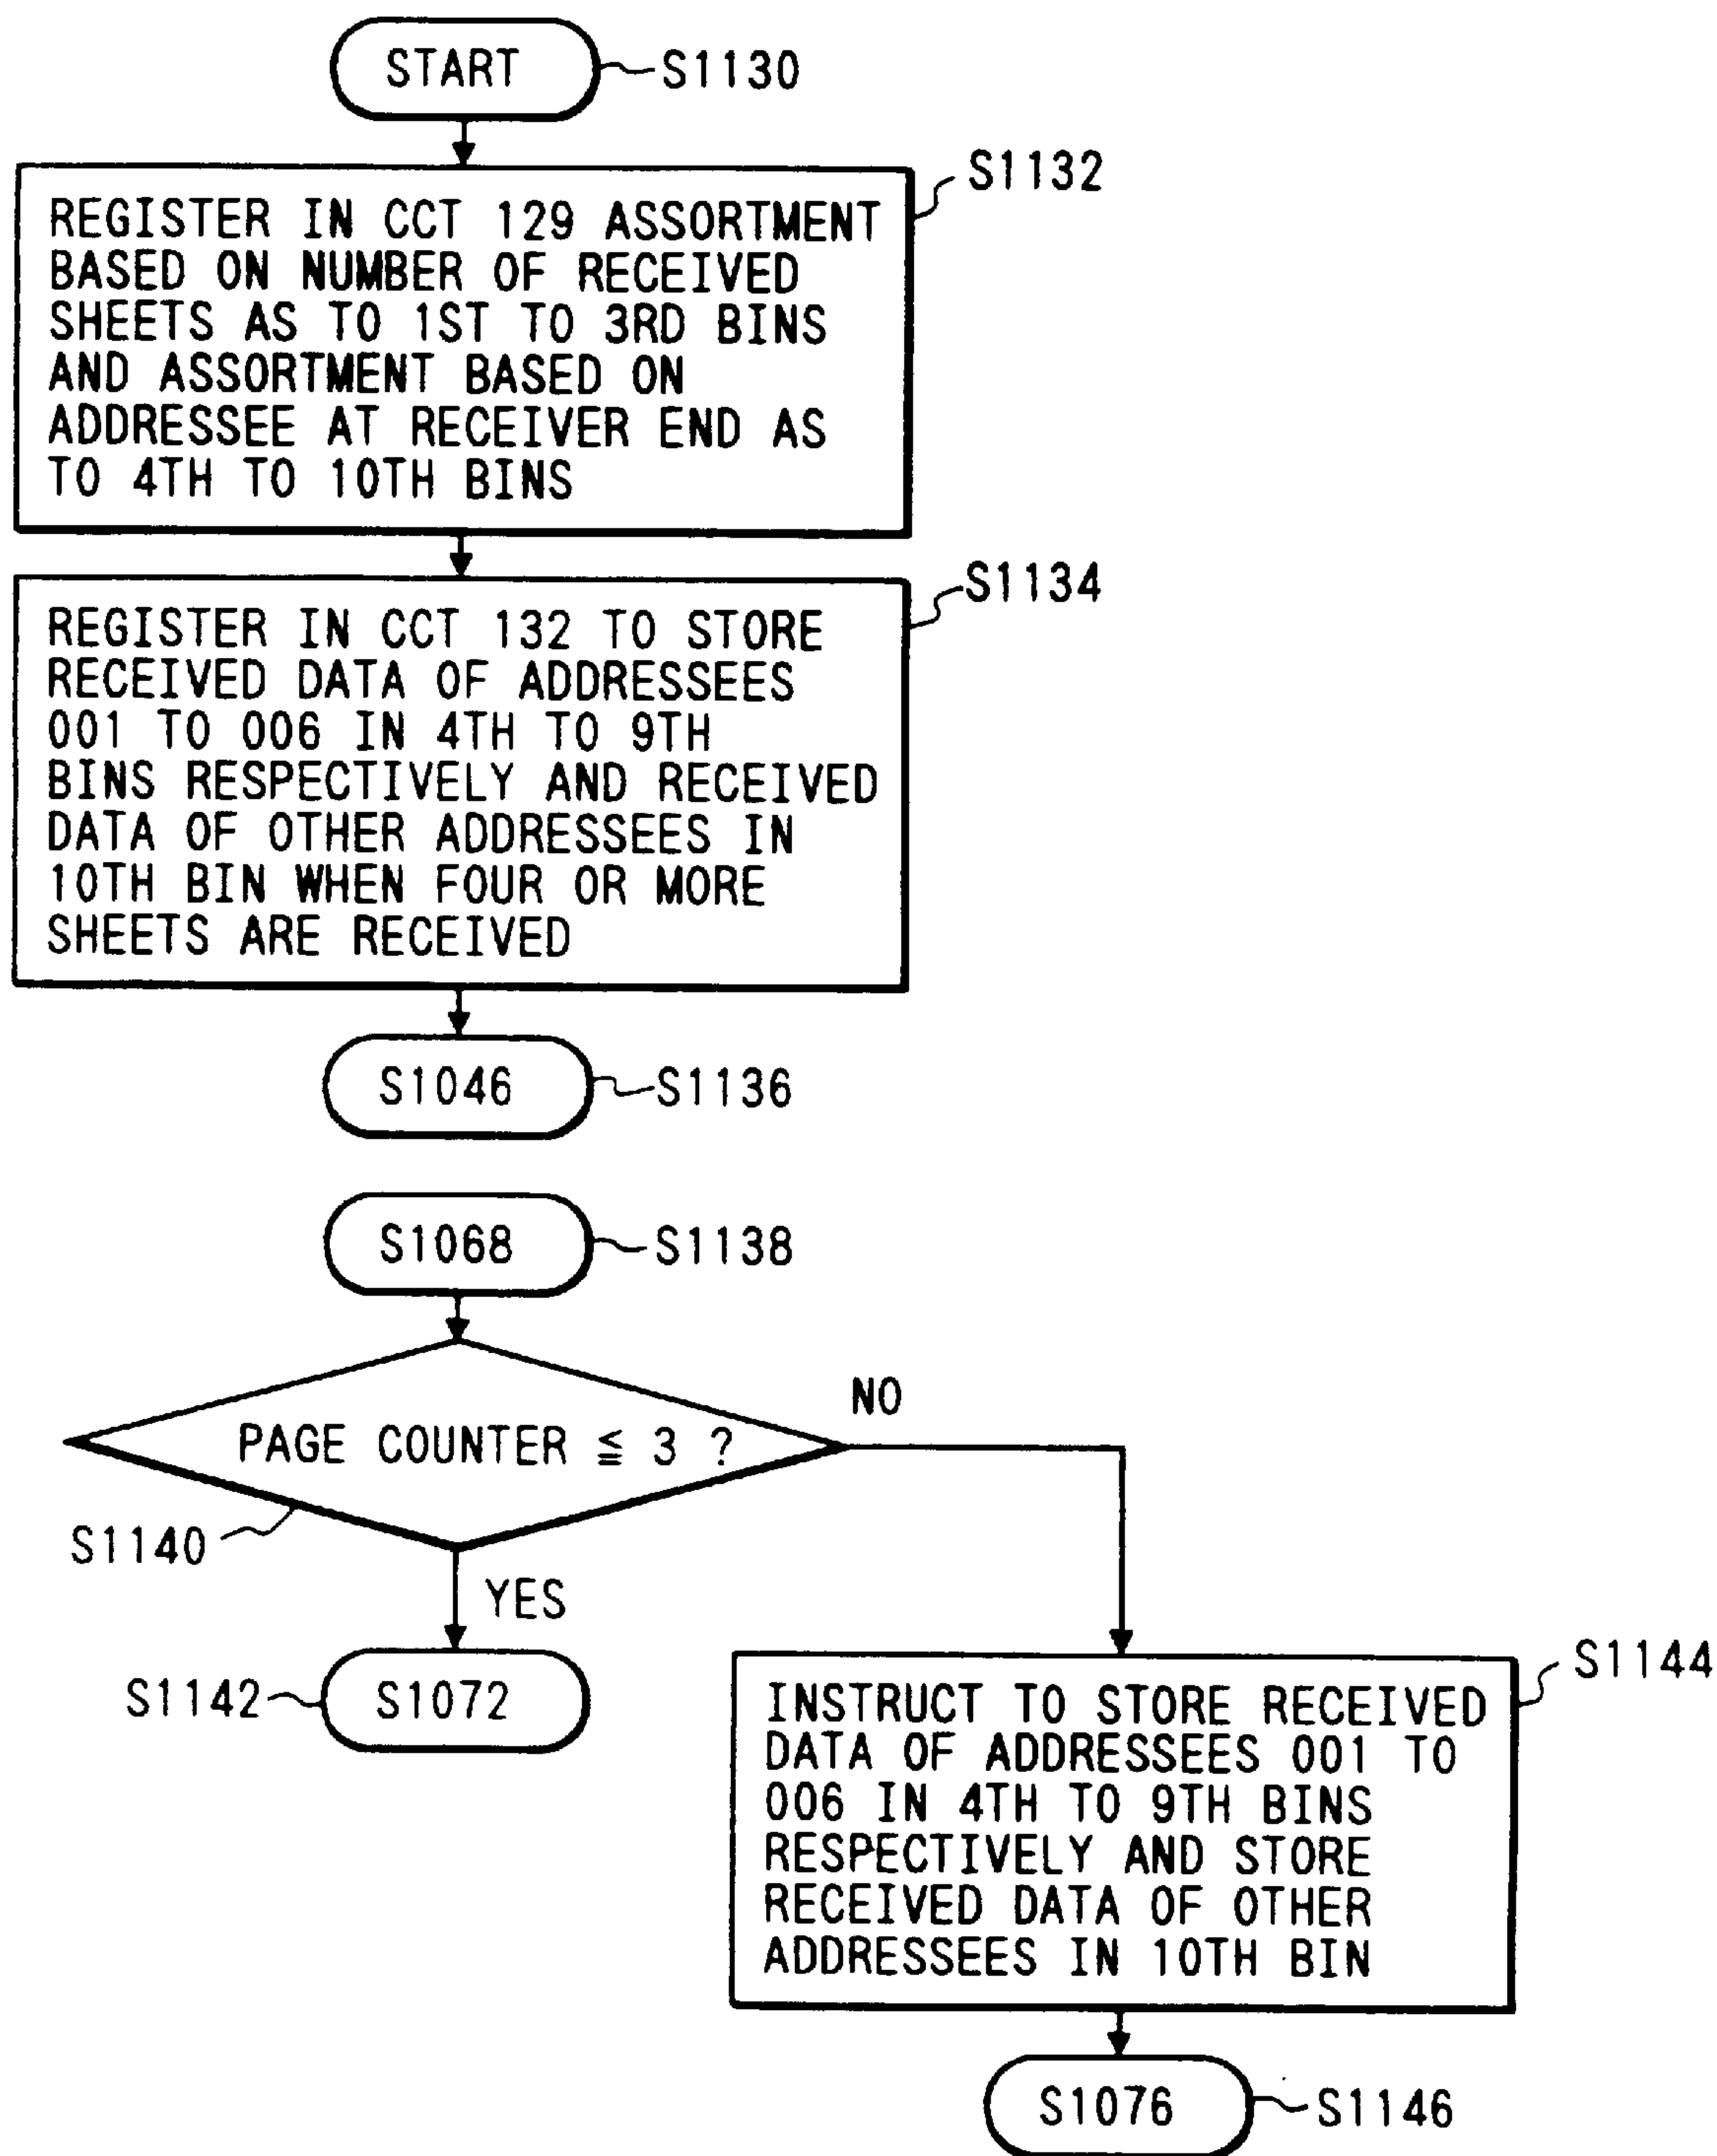 START
S1130
S1132
REGISTER IN CCT 129 ASSORTMENT
BASED ON NUMBER OF RECEIVED
SHEETS AS TO 1ST TO 3RD BINS
AND ASSORTMENT BASED ON
ADDRESSEE AT RECEIVER END AS
TO 4TH TO 10TH BINS
S1134
REGISTER IN CCT 132 TO STORE
RECEIVED DATA OF ADDRESSEES
001 TO 006 IN 4TH TO 9TH
BINS RESPECTIVELY AND RECEIVED
DATA OF OTHER ADDRESSEES IN
10TH BIN WHEN FOUR OR MORE
SHEETS ARE RECEIVED
S1046
S1136
S1068
S1138
NO
PAGE COUNTER ≦ 3 ?
S1140
YES
S1142
S1072
S1144
INSTRUCT TO STORE RECEIVED
DATA OF ADDRESSEES 001 TO
006 IN 4TH TO 9TH BINS
RESPECTIVELY AND STORE
RECEIVED DATA OF OTHER
ADDRESSEES IN 10TH BIN
S1076
S1146